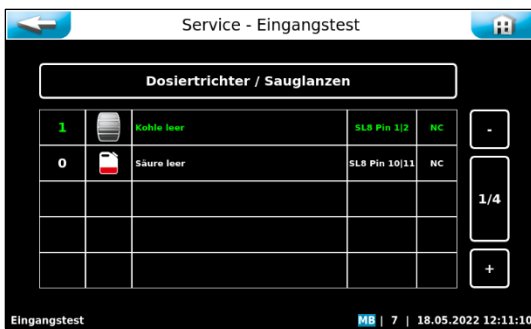 Service - Eingangstest
Dosiertrichter / Sauglanzen
1 Kohle leer SL8 Pin 1|2 NC
0 Säure leer SL8 Pin 10|11 NC
-
1/4
+
Eingangstest MB | 7 | 18.05.2022 12:11:10